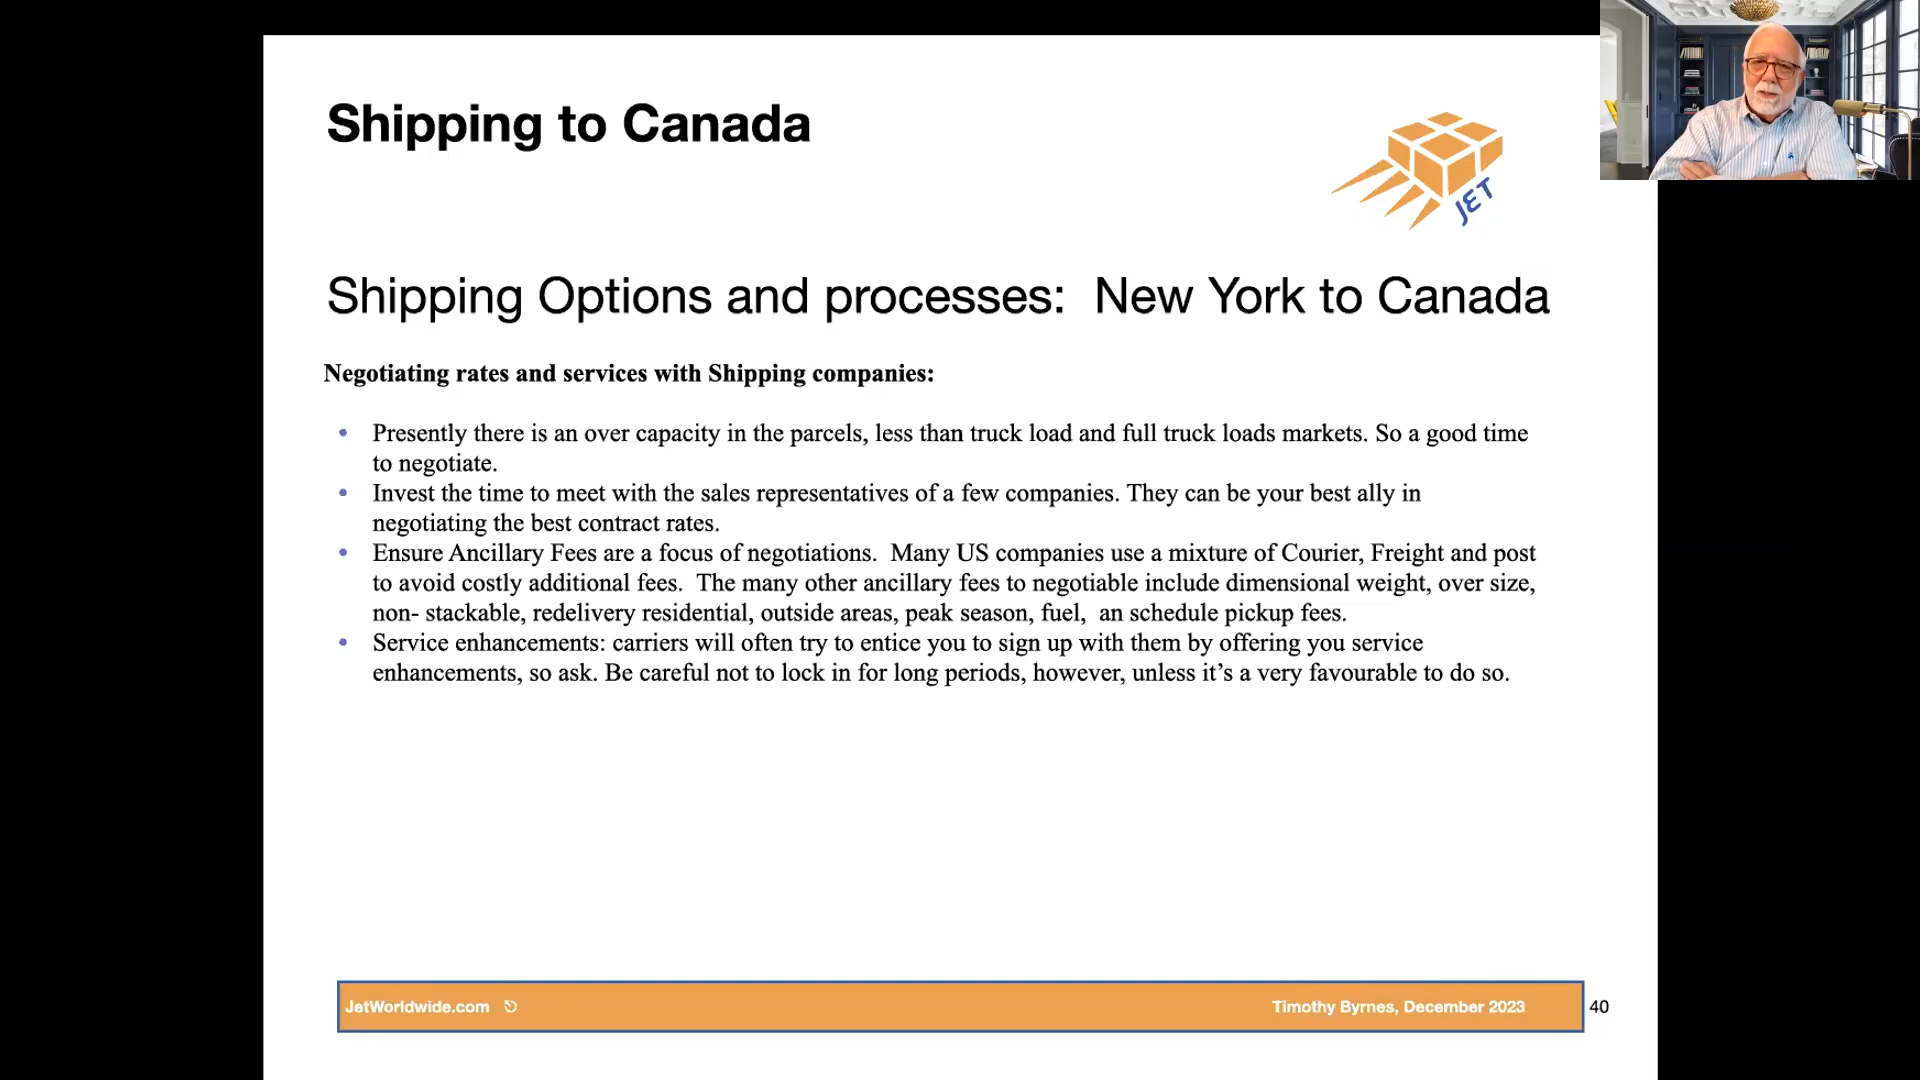 Shipping to Canada
JET
Shipping Options and processes:  New York to Canada
Negotiating rates and services with Shipping companies:
• Presently there is an over capacity in the parcels, less than truck load and full truck loads markets. So a good time
to negotiate.
• Invest the time to meet with the sales representatives of a few companies. They can be your best ally in
negotiating the best contract rates.
• Ensure Ancillary Fees are a focus of negotiations.  Many US companies use a mixture of Courier, Freight and post
to avoid costly additional fees.  The many other ancillary fees to negotiable include dimensional weight, over size,
non- stackable, redelivery residential, outside areas, peak season, fuel,  an schedule pickup fees.
• Service enhancements: carriers will often try to entice you to sign up with them by offering you service
enhancements, so ask. Be careful not to lock in for long periods, however, unless it’s a very favourable to do so.
JetWorldwide.com
Timothy Byrnes, December 2023
40